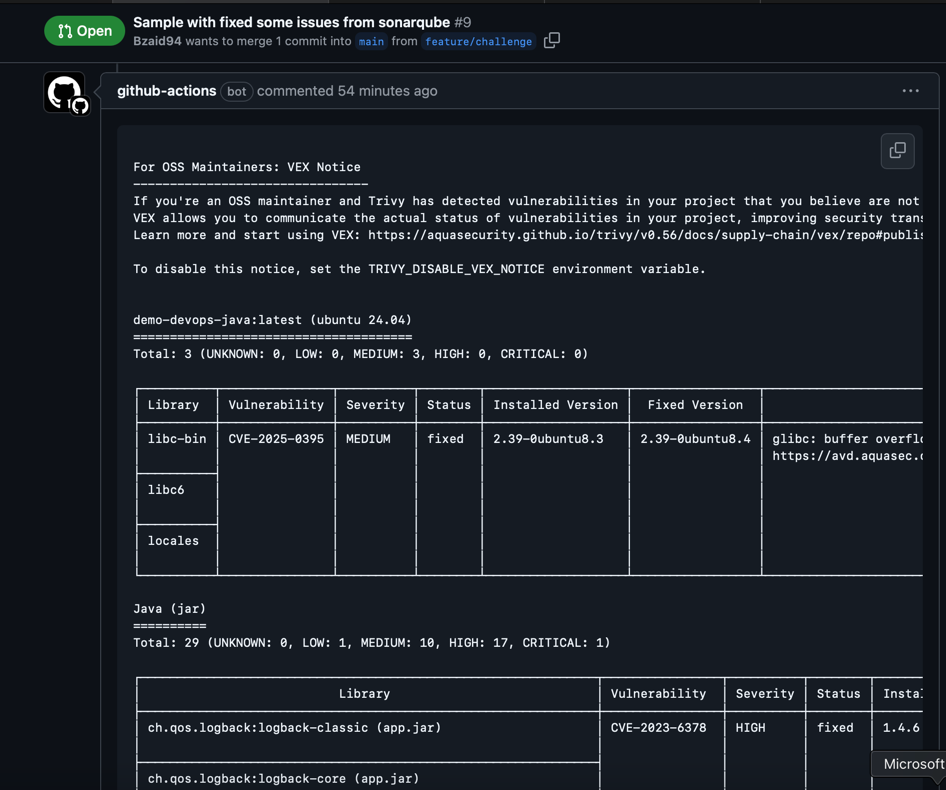 Open
Sample with fixed some issues from sonarqube #9
Bzaid94 wants to merge 1 commit into main from feature/challenge
github-actions bot commented 54 minutes ago
For OSS Maintainers: VEX Notice
--------------------------------
If you're an OSS maintainer and Trivy has detected vulnerabilities in your project that you believe are not
VEX allows you to communicate the actual status of vulnerabilities in your project, improving security trans
Learn more and start using VEX: https://aquasecurity.github.io/trivy/v0.56/docs/supply-chain/vex/repo#publis
To disable this notice, set the TRIVY_DISABLE_VEX_NOTICE environment variable.
demo-devops-java:latest (ubuntu 24.04)
======================================
Total: 3 (UNKNOWN: 0, LOW: 0, MEDIUM: 3, HIGH: 0, CRITICAL: 0)
Library Vulnerability Severity Status Installed Version Fixed Version
libc-bin CVE-2025-0395 MEDIUM fixed 2.39-0ubuntu8.3 2.39-0ubuntu8.4 glibc: buffer overflo
https://avd.aquasec.c
libc6
locales
Java (jar)
==========
Total: 29 (UNKNOWN: 0, LOW: 1, MEDIUM: 10, HIGH: 17, CRITICAL: 1)
Library Vulnerability Severity Status Instal
ch.qos.logback:logback-classic (app.jar) CVE-2023-6378 HIGH fixed 1.4.6
ch.qos.logback:logback-core (app.jar)
Microsoft